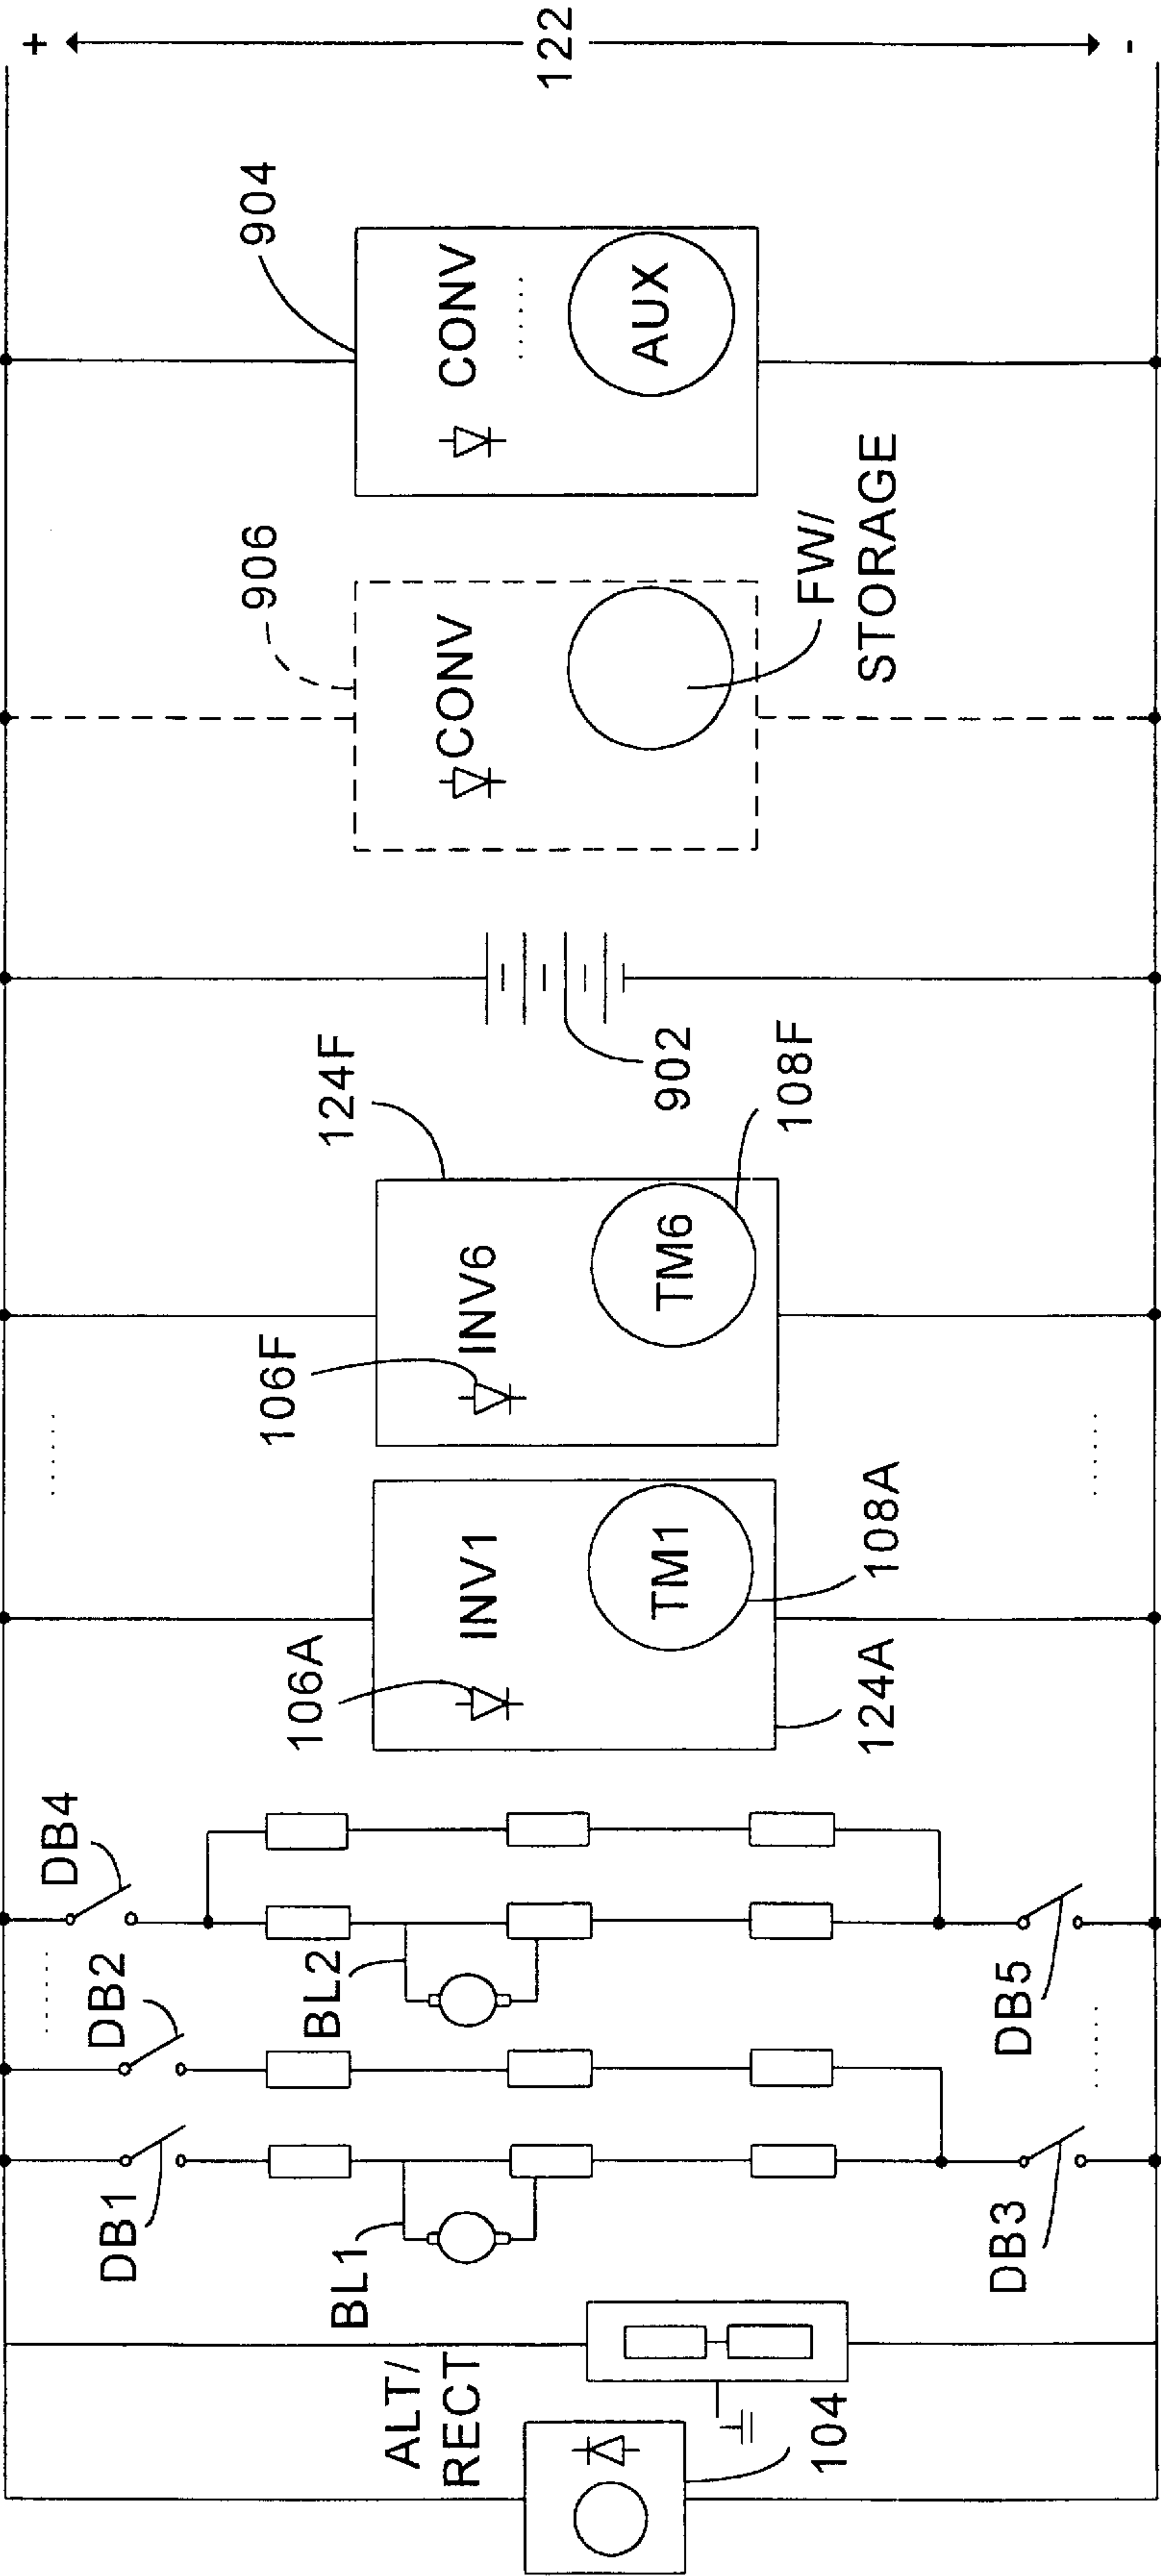 +
122
-
904
CONV
......
AUX
906
CONV
FW/
STORAGE
902
124F
INV6
106F
TM6
108F
......
......
INV1
106A
TM1
108A
124A
DB4
DB2
......
BL2
DB5
......
DB1
BL1
DB3
ALT/
RECT
104